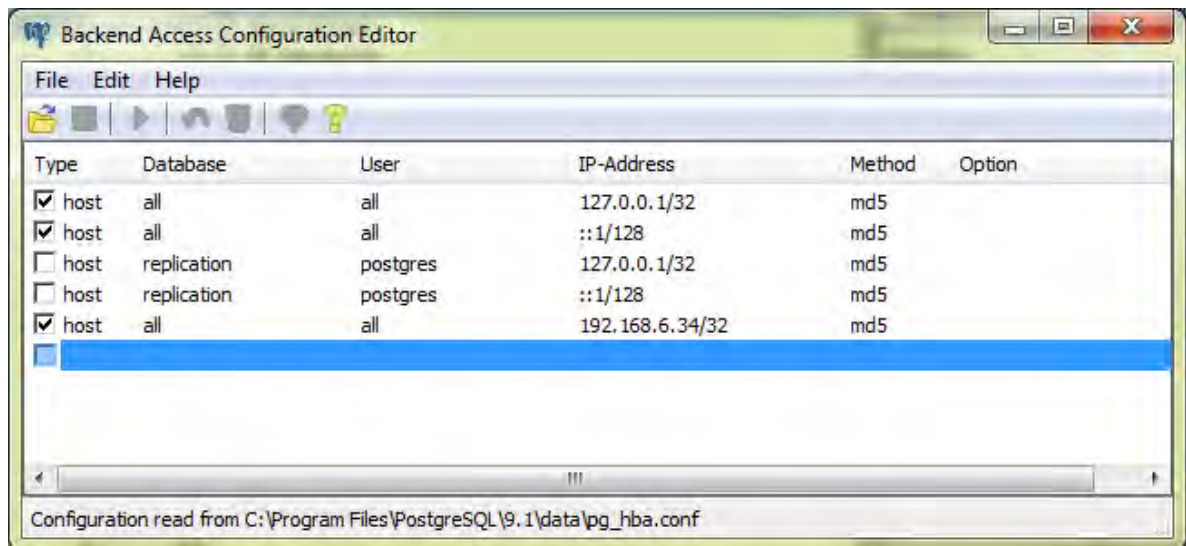 Backend Access Configuration Editor
File Edit Help
Type Database User IP-Address Method Option
host all all 127.0.0.1/32 md5
host all all ::1/128 md5
host replication postgres 127.0.0.1/32 md5
host replication postgres ::1/128 md5
host all all 192.168.6.34/32 md5
Configuration read from C:\Program Files\PostgreSQL\9.1\data\pg_hba.conf